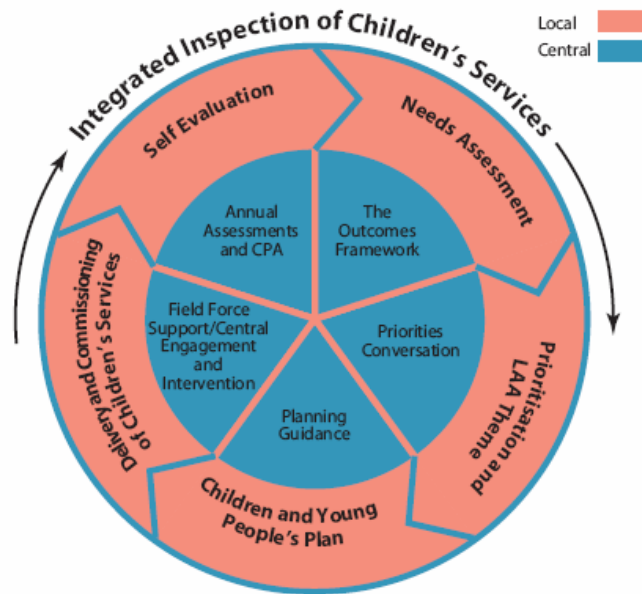 Local
Central
Integrated Inspection of Children's Services
Self Evaluation
Needs Assessment
Prioritisation and
LAA Theme
Children and Young
People's Plan
Delivery and Commissioning
of Children's Services
Annual
Assessments
and CPA
The
Outcomes
Framework
Priorities
Conversation
Planning
Guidance
Field Force
Support/Central
Engagement
and
Intervention